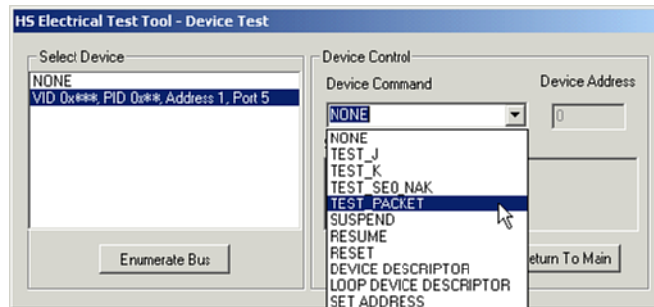 HS Electrical Test Tool - Device Test
Select Device
NONE
VID 0x***, PID 0x**, Address 1, Port 5
Enumerate Bus
Device Control
Device Command
Device Address
NONE
0
NONE
TEST_J
TEST_K
TEST_SE0_NAK
TEST_PACKET
SUSPEND
RESUME
RESET
DEVICE DESCRIPTOR
LOOP DEVICE DESCRIPTOR
SET ADDRESS
eturn To Main